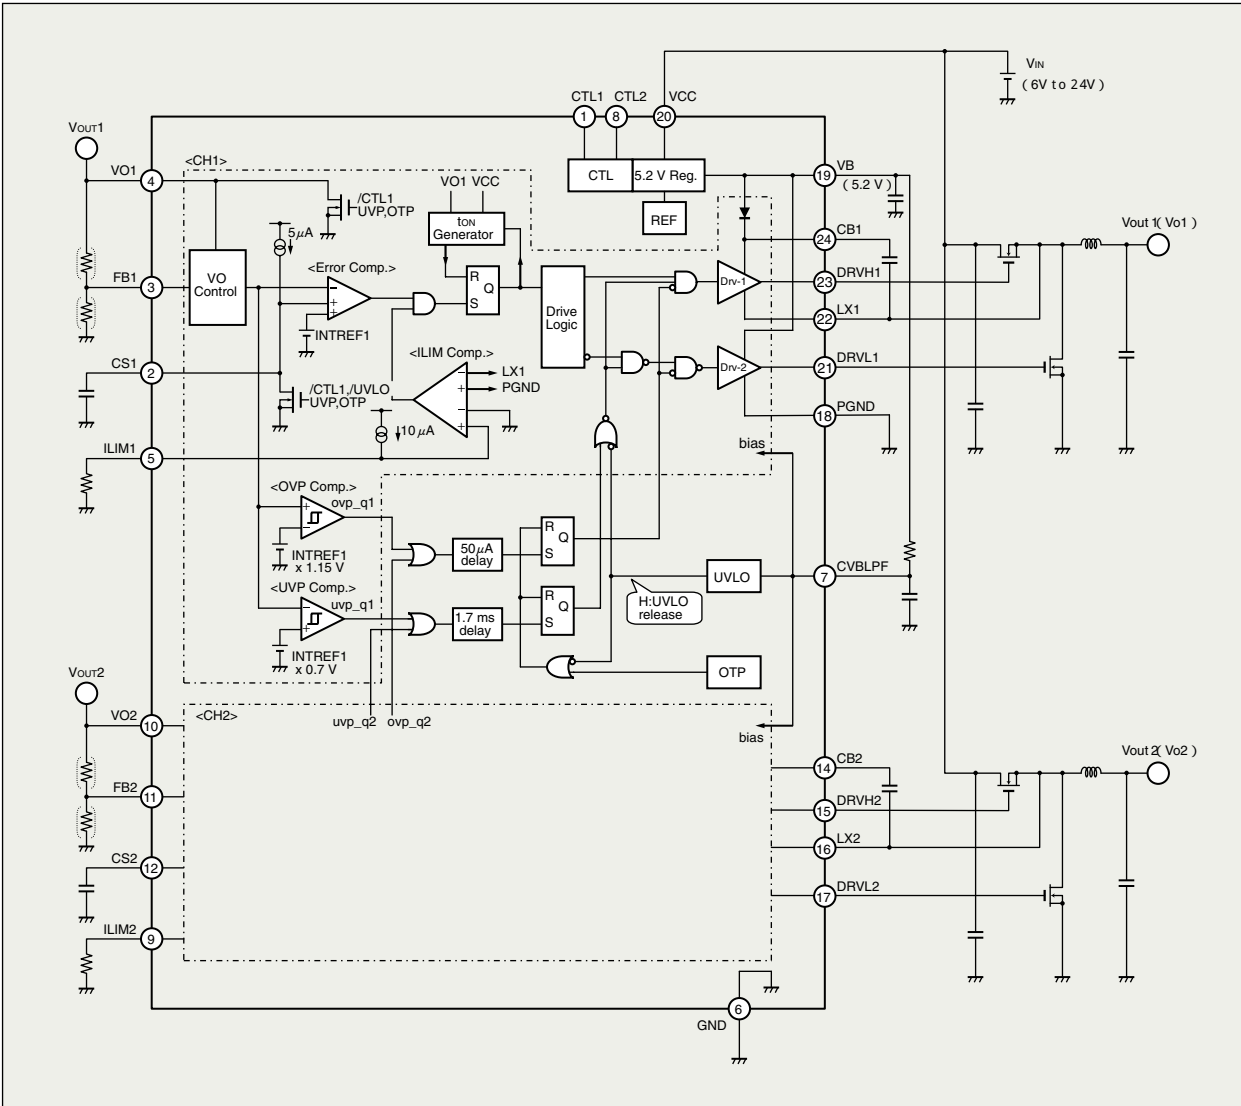 VIN
( 6V to 24V )
CTL1 CTL2 VCC
1 8 20
VOUT1
VO1
4
<CH1>
/CTL1
UVP,OTP
VO1 VCC
tON
Generator
CTL
5.2 V Reg.
REF
VB
19
( 5.2 V )
5μA
CB1
24
Vout 1( Vo1 )
FB1
3
VO
Control
<Error Comp.>
−
+
+
INTREF1
R
S
Q
Drive
Logic
Drv-1
DRVH1
23
LX1
22
<ILIM Comp.>
−
+
−
+
LX1
PGND
Drv-2
DRVL1
21
CS1
2
/CTL1,/UVLO
UVP,OTP
10 μA
PGND
18
bias
ILIM1
5
<OVP Comp.>
ovp_q1
+
−
INTREF1
x 1.15 V
50μA
delay
R
S
Q
<UVP Comp.>
uvp_q1
−
+
INTREF1
x 0.7 V
1.7 ms
delay
R
S
Q
UVLO
7
CVBLPF
H:UVLO
release
OTP
VOUT2
VO2
10
<CH2>
uvp_q2 ovp_q2
bias
FB2
11
CB2
14
Vout 2( Vo2 )
DRVH2
15
CS2
12
LX2
16
DRVL2
17
ILIM2
9
6
GND